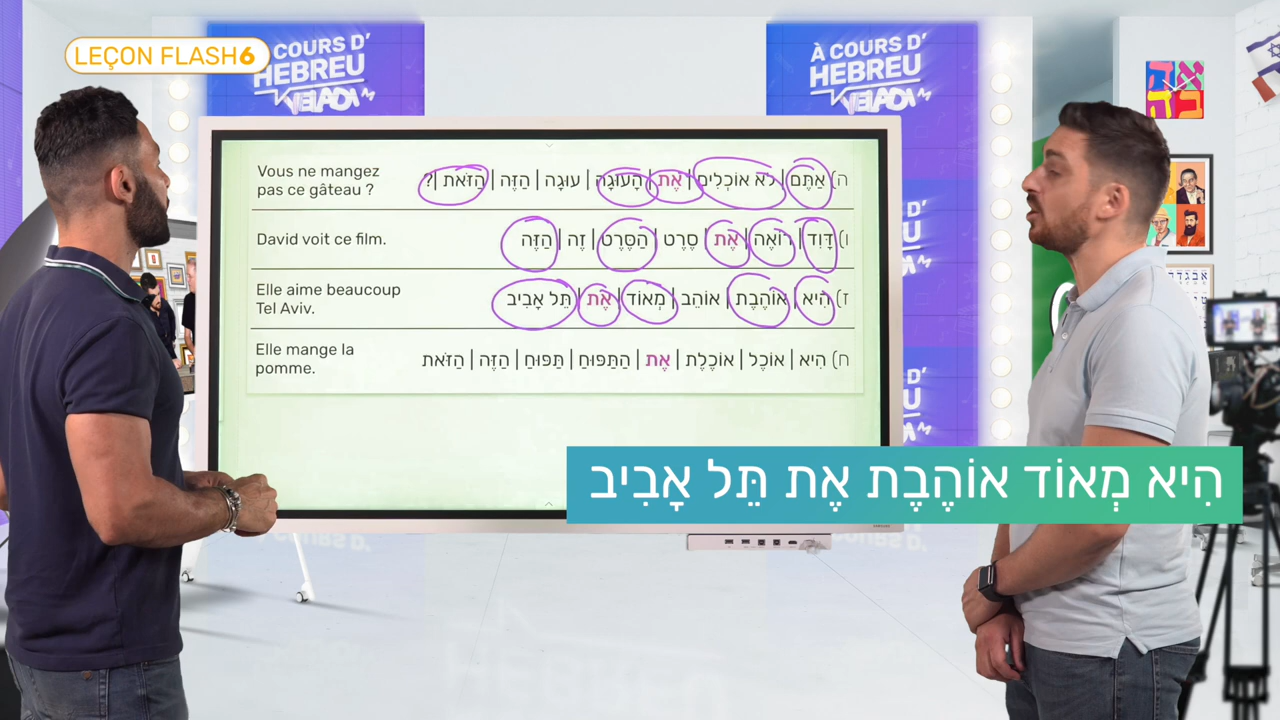 LEÇON FLASH 6
À COURS D'
HEBREU
À COURS D'
HEBREU
Vous ne mangez
pas ce gâteau ?
ה) אַתֶּם | לֹא אוֹכְלִים | אֶת | הָעוּגָה | עוּגָה | הַזֶּה | הַזֹּאת |?
David voit ce film.
ו) דָּוִד | רוֹאֶה | אֶת | סֶרֶט | הַסֶּרֶט | זֶה | הַזֶּה
Elle aime beaucoup
Tel Aviv.
ז) הִיא | אוֹהֶבֶת | אוֹהֵב | מְאוֹד | אֶת | תֵּל אָבִיב
Elle mange la
pomme.
ח) הִיא | אוֹכֵל | אוֹכֶלֶת | אֶת | הַתַּפּוּחַ | תַּפּוּחַ | הַזֶּה | הַזֹּאת
הִיא מְאוֹד אוֹהֶבֶת אֶת תֵּל אָבִיב